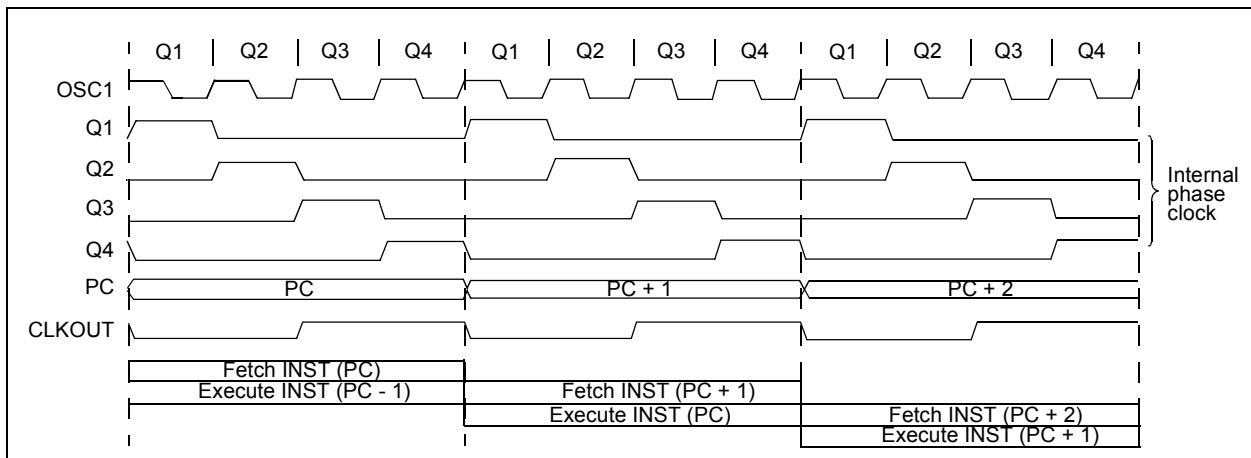 Q1 Q2 Q3 Q4 Q1 Q2 Q3 Q4 Q1 Q2 Q3 Q4
OSC1
Q1
Q2
Q3
Q4
Internal
phase
clock
PC PC PC + 1 PC + 2
CLKOUT
Fetch INST (PC)
Execute INST (PC - 1) Fetch INST (PC + 1)
Execute INST (PC) Fetch INST (PC + 2)
Execute INST (PC + 1)